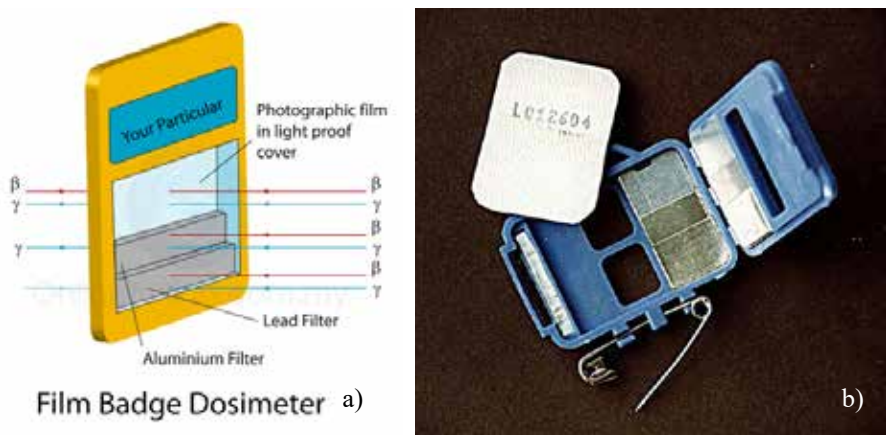 Your Particular
Photographic film
in light proof
cover
β
γ
β
γ
β
γ
γ
β
γ
γ
Lead Filter
Aluminium Filter
Film Badge Dosimeter a)
L012604
b)